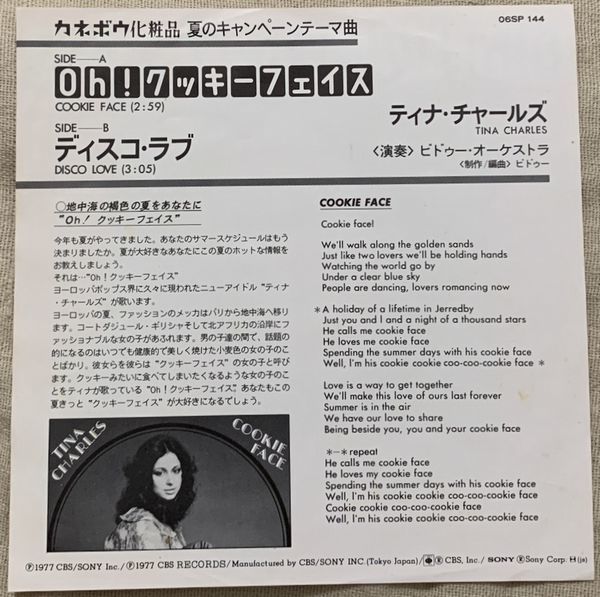 カネボウ化粧品 夏のキャンペーンテーマ曲
06SP 144
SIDE——A
Oh!クッキーフェイス
COOKIE FACE (2:59)
ティナ・チャールズ
TINA CHARLES
SIDE——B
ディスコ・ラブ
DISCO LOVE (3:05)
〈演奏〉ビドゥー・オーケストラ
〈制作/編曲〉ビドゥー
○地中海の褐色の夏をあなたに
"Oh! クッキーフェイス"
今年も夏がやってきました。あなたのサマースケジュールはもう
決まりましたか。夏が大好きなあなたにこの夏のホットな情報を
お教えしましょう。
それは…"Oh! クッキーフェイス"
ヨーロッパポップス界に久々に現われたニューアイドル"ティナ
・チャールズ"が歌います。
ヨーロッパの夏、ファッションのメッカはパリから地中海へ移り
ます。コートダジュール・ギリシャそして北アフリカの沿岸にフ
ァッショナブルな女の子があふれます。男の子達の間で、話題
の的になるのはいつでも健康的で美しく焼けた小麦色の女の子のこ
とばかり。彼女らを彼らは"クッキーフェイス"の女の子と呼び
ます。クッキーみたいに食べてしまいたくなるような女の子のこ
とをティナが歌っている"Oh! クッキーフェイス"あなたもこの
夏きっと"クッキーフェイス"が大好きになるでしょう。
TINA CHARLES
COOKIE FACE
COOKIE FACE
Cookie face!
We'll walk along the golden sands
Just like two lovers we'll be holding hands
Watching the world go by
Under a clear blue sky
People are dancing, lovers romancing now
*A holiday of a lifetime in Jerredby
Just you and I and a night of a thousand stars
He calls me cookie face
He loves me cookie face
Spending the summer days with his cookie face
Well, I'm his cookie cookie coo-coo-cookie face *
Love is a way to get together
We'll make this love of ours last forever
Summer is in the air
We have our love to share
Being beside you, you and your cookie face
*-* repeat
He calls me cookie face
He loves my cookie face
Spending the summer days with his cookie face
Well, I'm his cookie cookie coo-coo-cookie face
Cookie cookie coo-coo-cookie face
Well, I'm his cookie cookie coo-coo-cookie face
Ⓟ1977 CBS/SONY Inc./Ⓟ1977 CBS RECORDS/Manufactured by CBS/SONY INC.(Tokyo Japan)/ ® CBS, Inc./ SONY ®Sony Corp. Ⓗ(js)